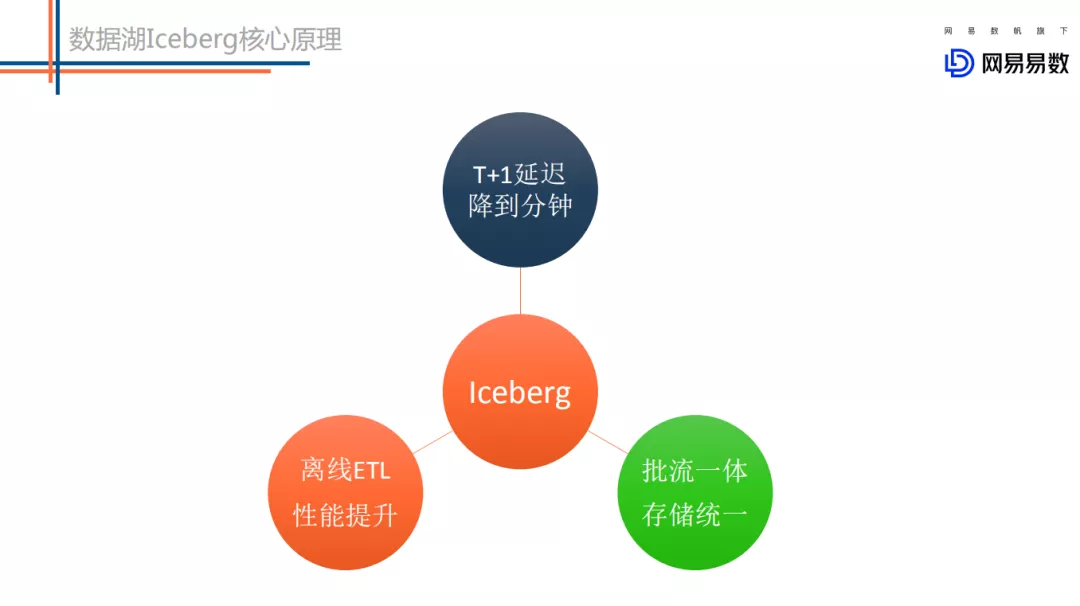 数据湖Iceberg核心原理
网易数帆旗下
网易易数
T+1延迟
降到分钟
Iceberg
离线ETL
性能提升
批流一体
存储统一